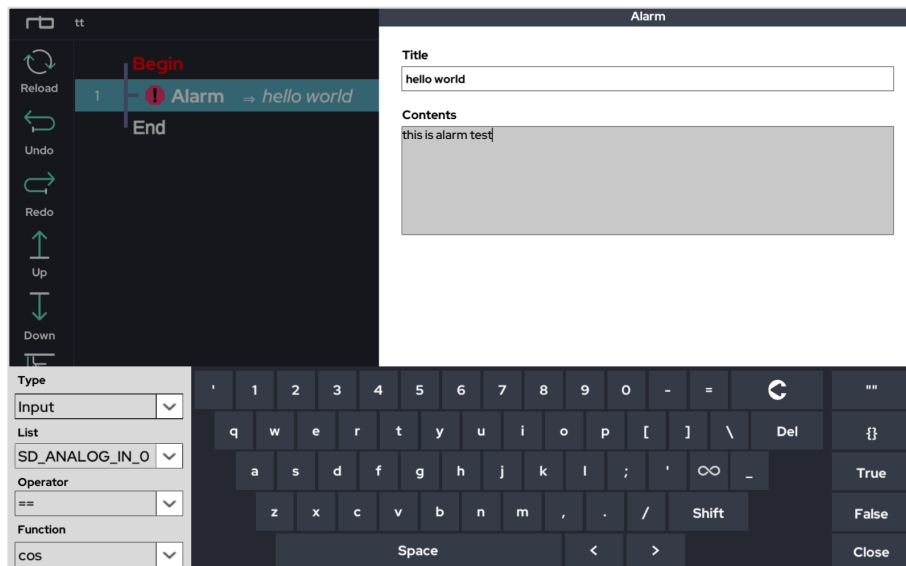 rb tt
Alarm
Reload
Undo
Redo
Up
Down
Begin
1 ! Alarm ⇒ hello world
End
Title
hello world
Contents
this is alarm test
Type
Input
List
SD_ANALOG_IN_0
Operator
==
Function
cos
' 1 2 3 4 5 6 7 8 9 0 - = C ""
q w e r t y u i o p [ ] \ Del {}
a s d f g h j k l ; ' ∞ _ True
z x c v b n m , . / Shift False
Space < > Close